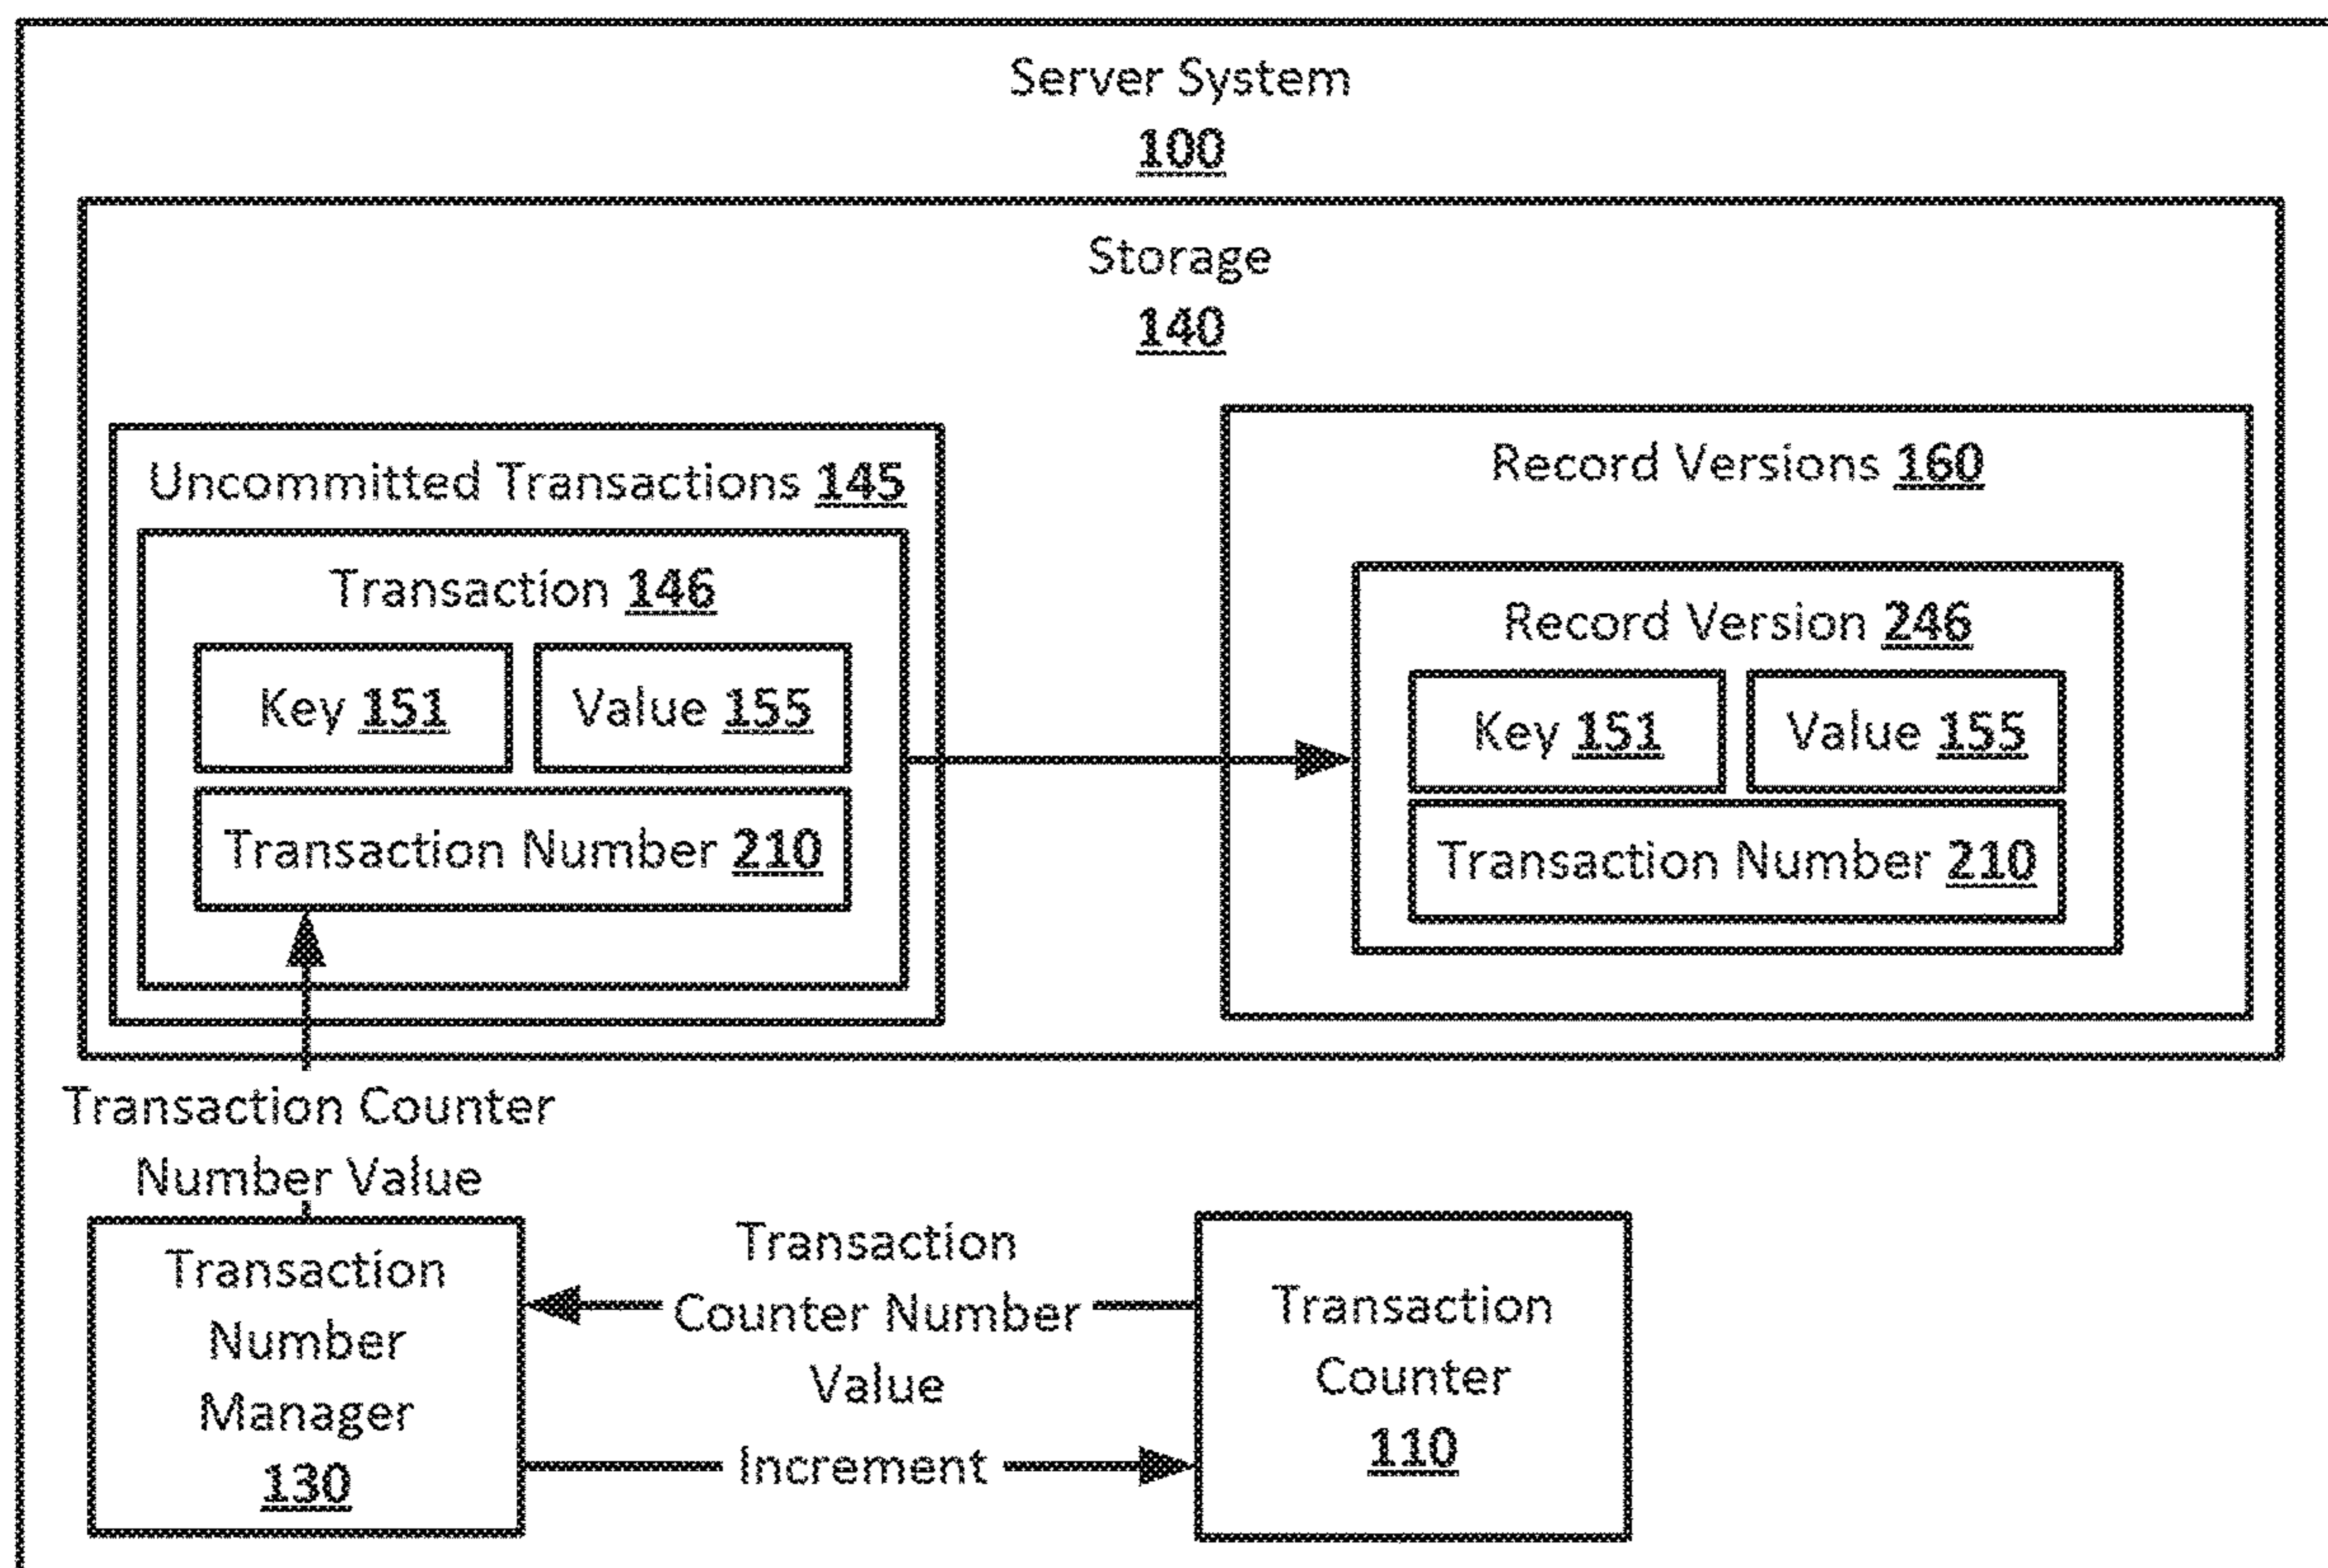 Server System
100
Storage
140
Uncommitted Transactions 145
Transaction 146
Key 151
Value 155
Transaction Number 210
Record Versions 160
Record Version 246
Key 151
Value 155
Transaction Number 210
Transaction Counter
Number Value
Transaction
Number
Manager
130
Transaction
Counter Number
Value
Increment
Transaction
Counter
110